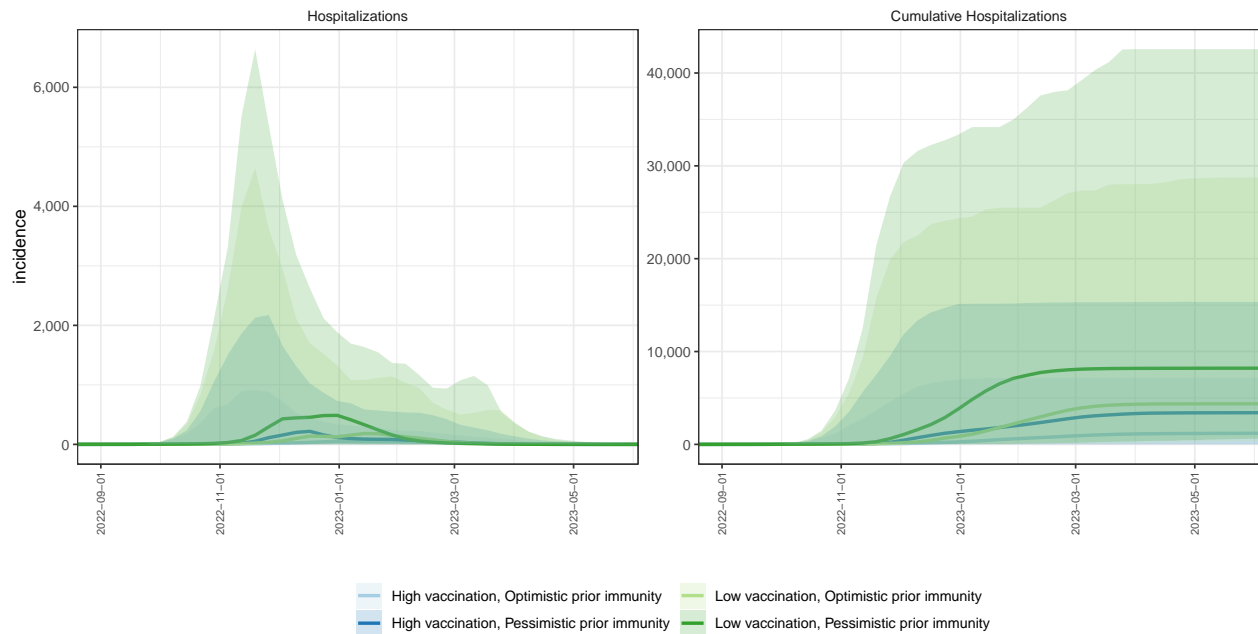 Hospitalizations
Cumulative Hospitalizations
incidence
6,000
4,000
2,000
0
40,000
30,000
20,000
10,000
0
2022−09−01
2022−11−01
2023−01−01
2023−03−01
2023−05−01
2022−09−01
2022−11−01
2023−01−01
2023−03−01
2023−05−01
High vaccination, Optimistic prior immunity
Low vaccination, Optimistic prior immunity
High vaccination, Pessimistic prior immunity
Low vaccination, Pessimistic prior immunity